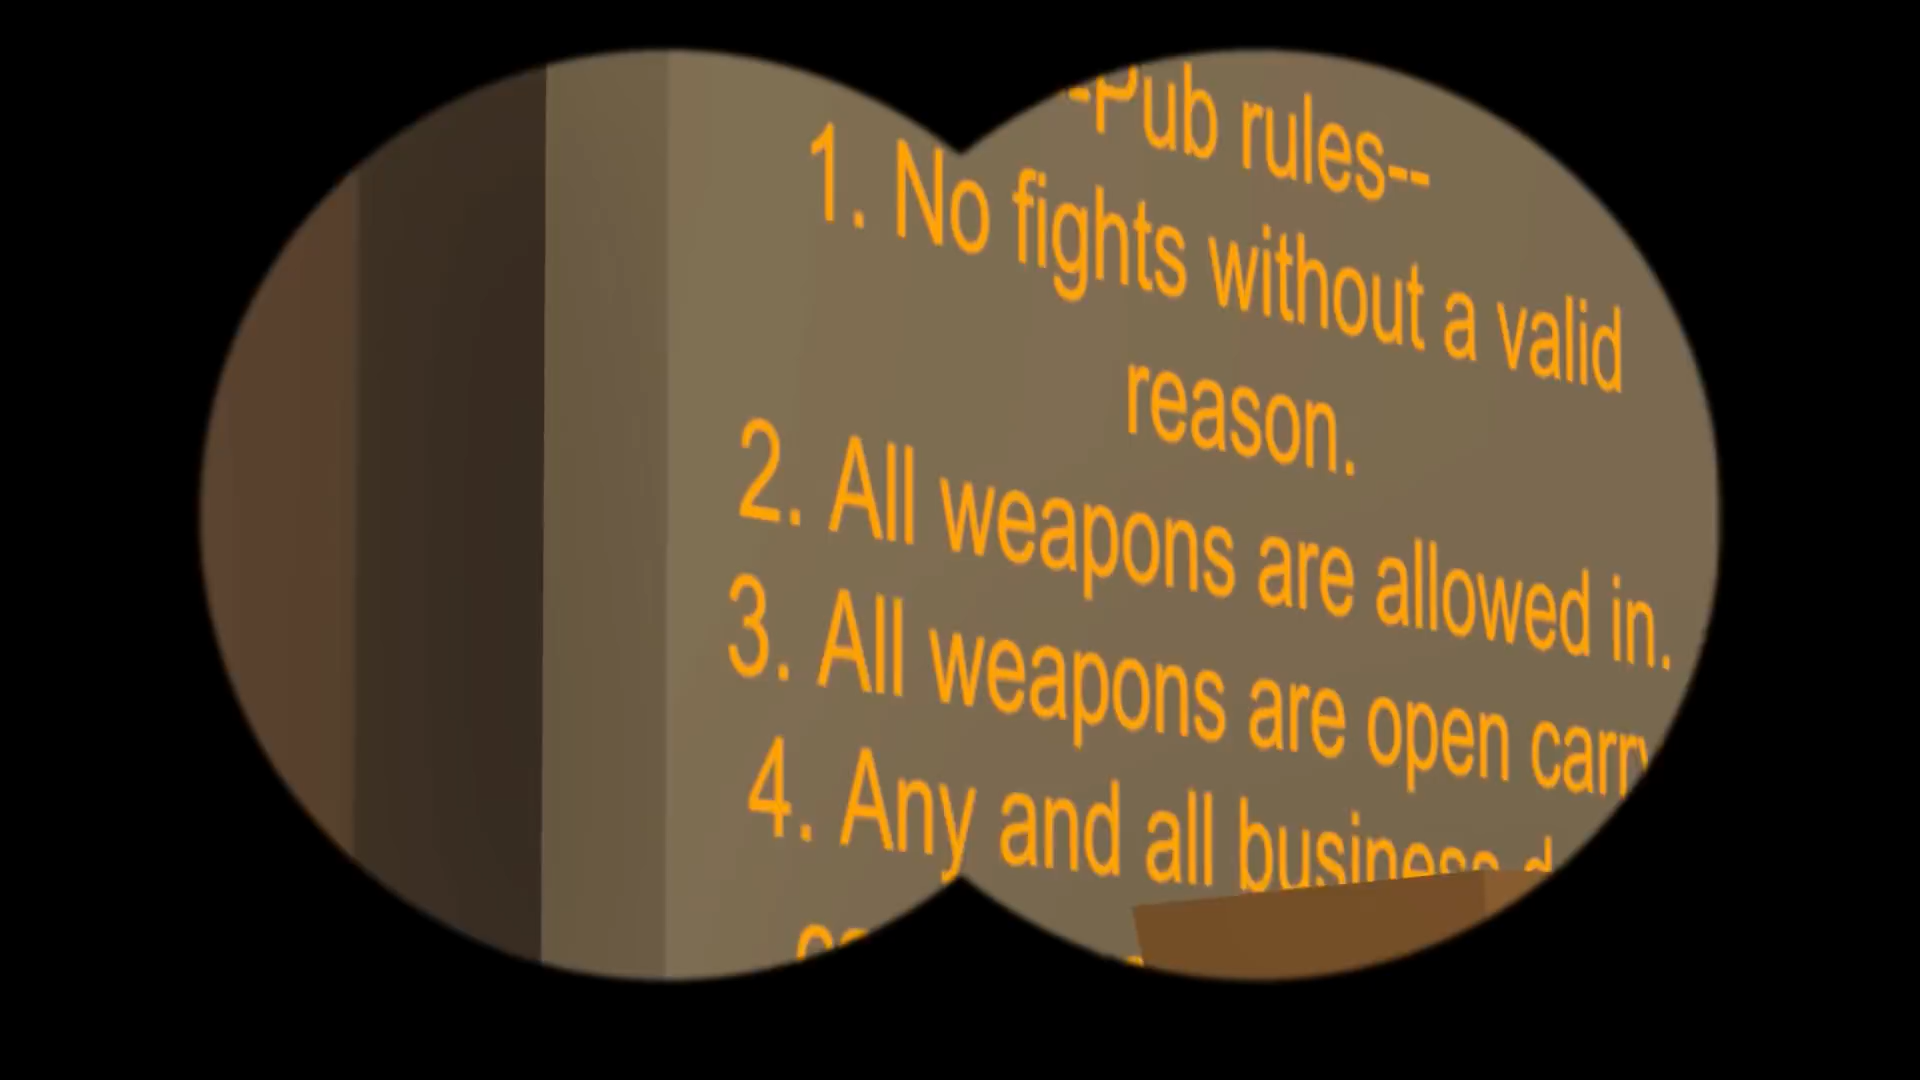 -Pub rules--
1. No fights without a valid
reason.
2. All weapons are allowed in.
3. All weapons are open carry
4. Any and all business